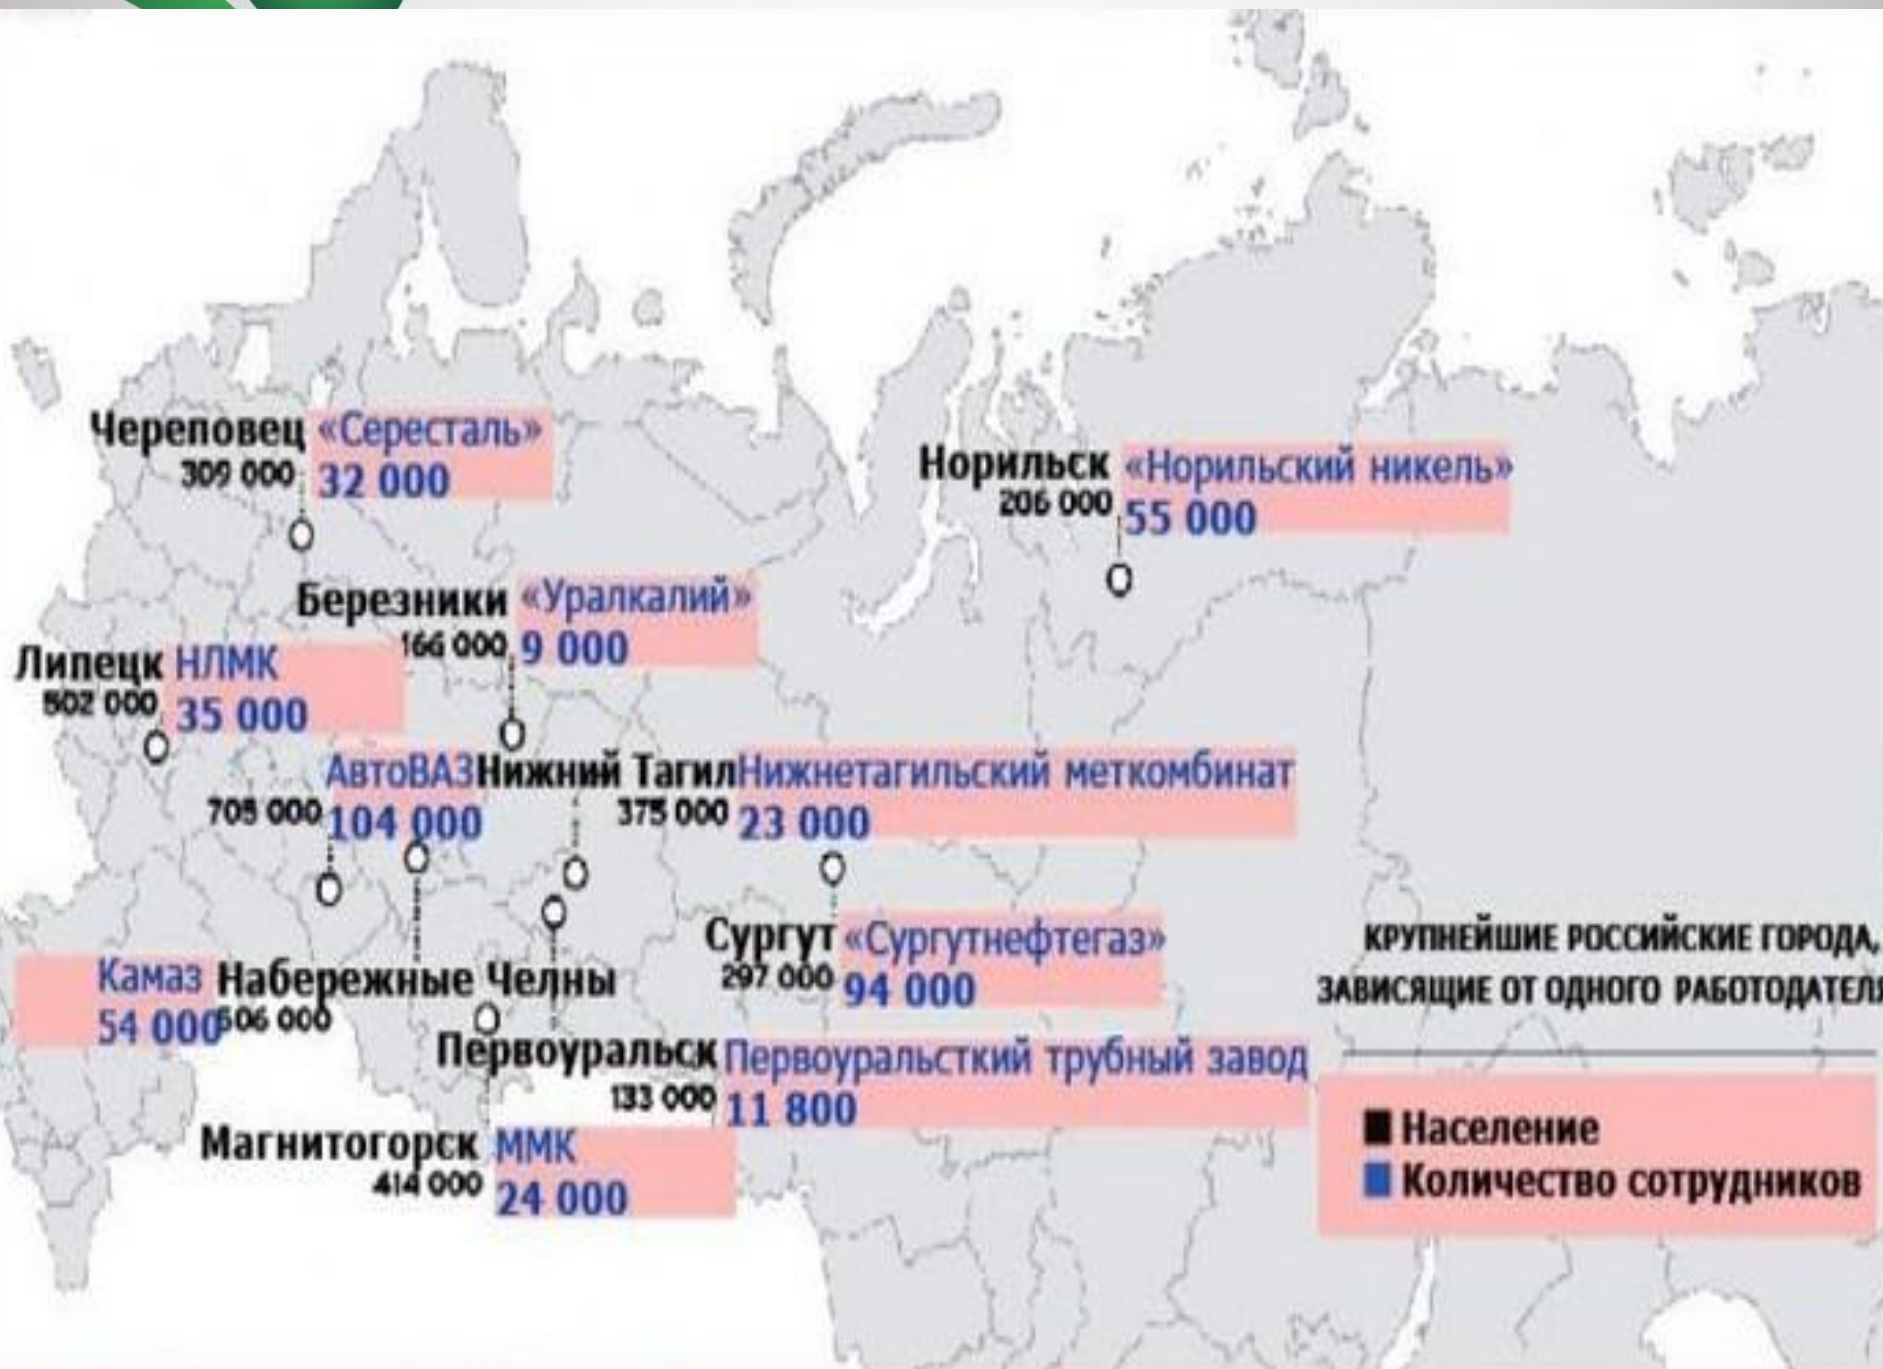 Череповец «Сересталь»
309 000 32 000
Норильск «Норильский никель»
206 000 55 000
Березники «Уралкалий»
166 000 9 000
Липецк НЛМК
502 000 35 000
АвтоВАЗ
705 000 104 000
Нижний Тагил Нижнетагильский меткомбинат
375 000 23 000
Сургут «Сургутнефтегаз»
297 000 94 000
Камаз Набережные Челны
54 000 506 000
Первоуральск Первоуральсткий трубный завод
133 000 11 800
Магнитогорск ММК
414 000 24 000
КРУПНЕЙШИЕ РОССИЙСКИЕ ГОРОДА,
ЗАВИСЯЩИЕ ОТ ОДНОГО РАБОТОДАТЕЛЯ
Население
Количество сотрудников